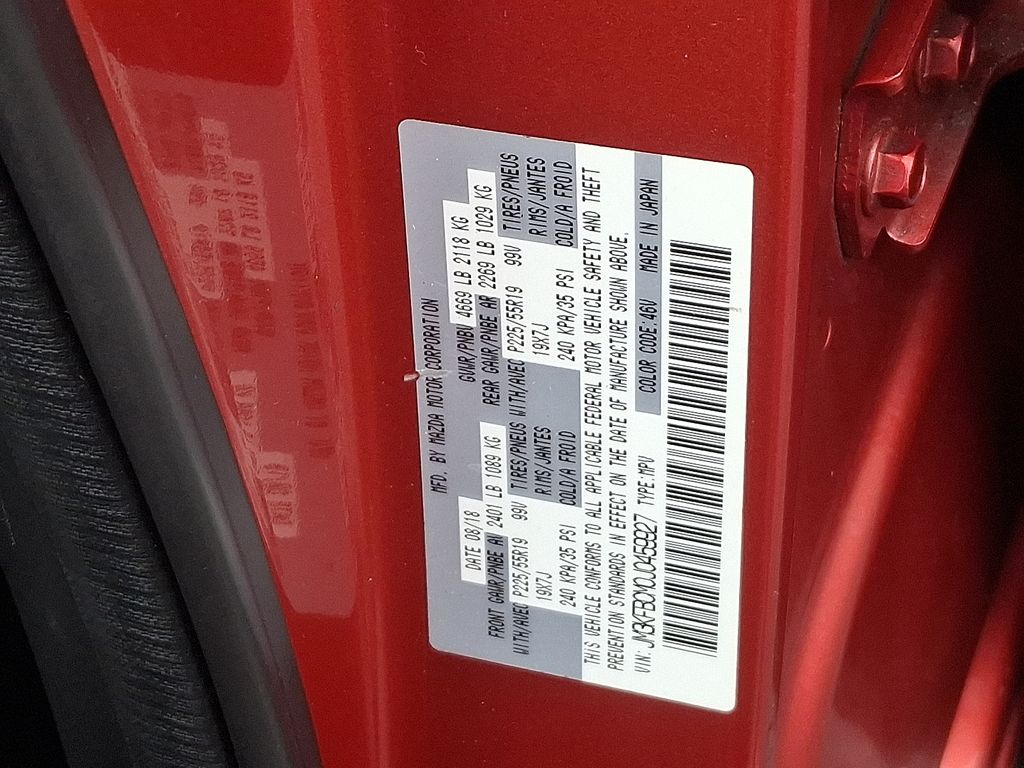 MFD. BY MAZDA MOTOR CORPORATION
DATE 08/18 GVWR/PNBV 4669 LB 2118 KG
FRONT GAWR/PNBE AV 2401 LB 1089 KG REAR GAWR/PNBE AR 2269 LB 1029 KG
WITH/AVEC P225/55R19 99V TIRES/PNEUS WITH/AVEC P225/55R19 99V TIRES/PNEUS
19X7J RIMS/JANTES 19X7J RIMS/JANTES
240 KPA/35 PSI COLD/A FROID 240 KPA/35 PSI COLD/A FROID
THIS VEHICLE CONFORMS TO ALL APPLICABLE FEDERAL MOTOR VEHICLE SAFETY AND THEFT
PREVENTION STANDARDS IN EFFECT ON THE DATE OF MANUFACTURE SHOWN ABOVE.
VIN: JM3KFBDM0J0459927 TYPE:MPV COLOR CODE:46V MADE IN JAPAN